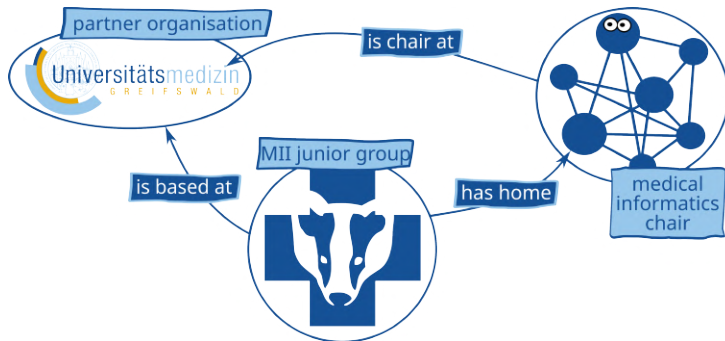 partner organisation
Universitätsmedizin
GREIFSWALD
is chair at
MII junior group
is based at
has home
medical
informatics
chair